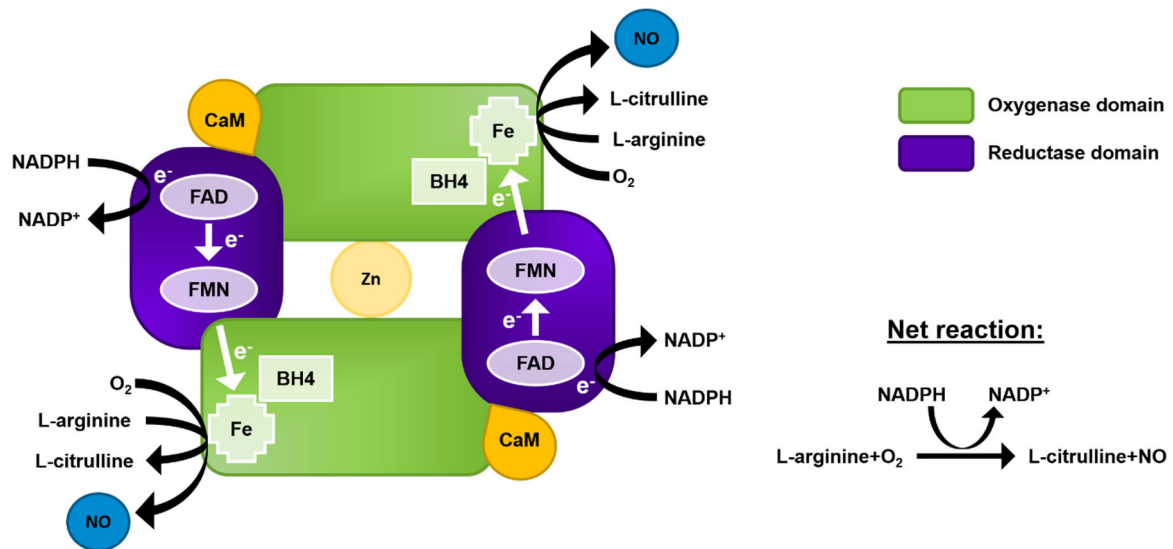 NO
CaM
L-citrulline
Fe
L-arginine
NADPH
e-
BH4
O₂
FAD
e-
NADP⁺
e-
FMN
Zn
FMN
e-
e-
NADP⁺
FAD
BH4
e-
O₂
NADPH
L-arginine
Fe
CaM
L-citrulline
NO
Oxygenase domain
Reductase domain
Net reaction:
NADPH NADP⁺
L-arginine+O₂ L-citrulline+NO